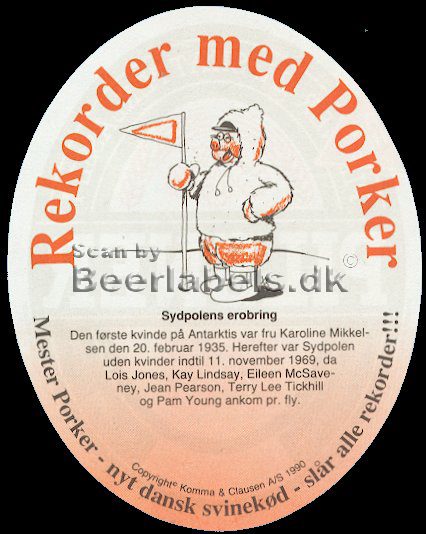 Rekorder med Porker
Scan by
Beerlabels.dk
©
Sydpolens erobring
Den første kvinde på Antarktis var fru Karoline Mikkel-
sen den 20. februar 1935. Herefter var Sydpolen
uden kvinder indtil 11. november 1969, da
Lois Jones, Kay Lindsay, Eileen McSave-
ney, Jean Pearson, Terry Lee Tickhill
og Pam Young ankom pr. fly.
Copyright© Komma & Clausen A/S 1990
Mester Porker - nyt dansk svinekød - slår alle rekorder!!!